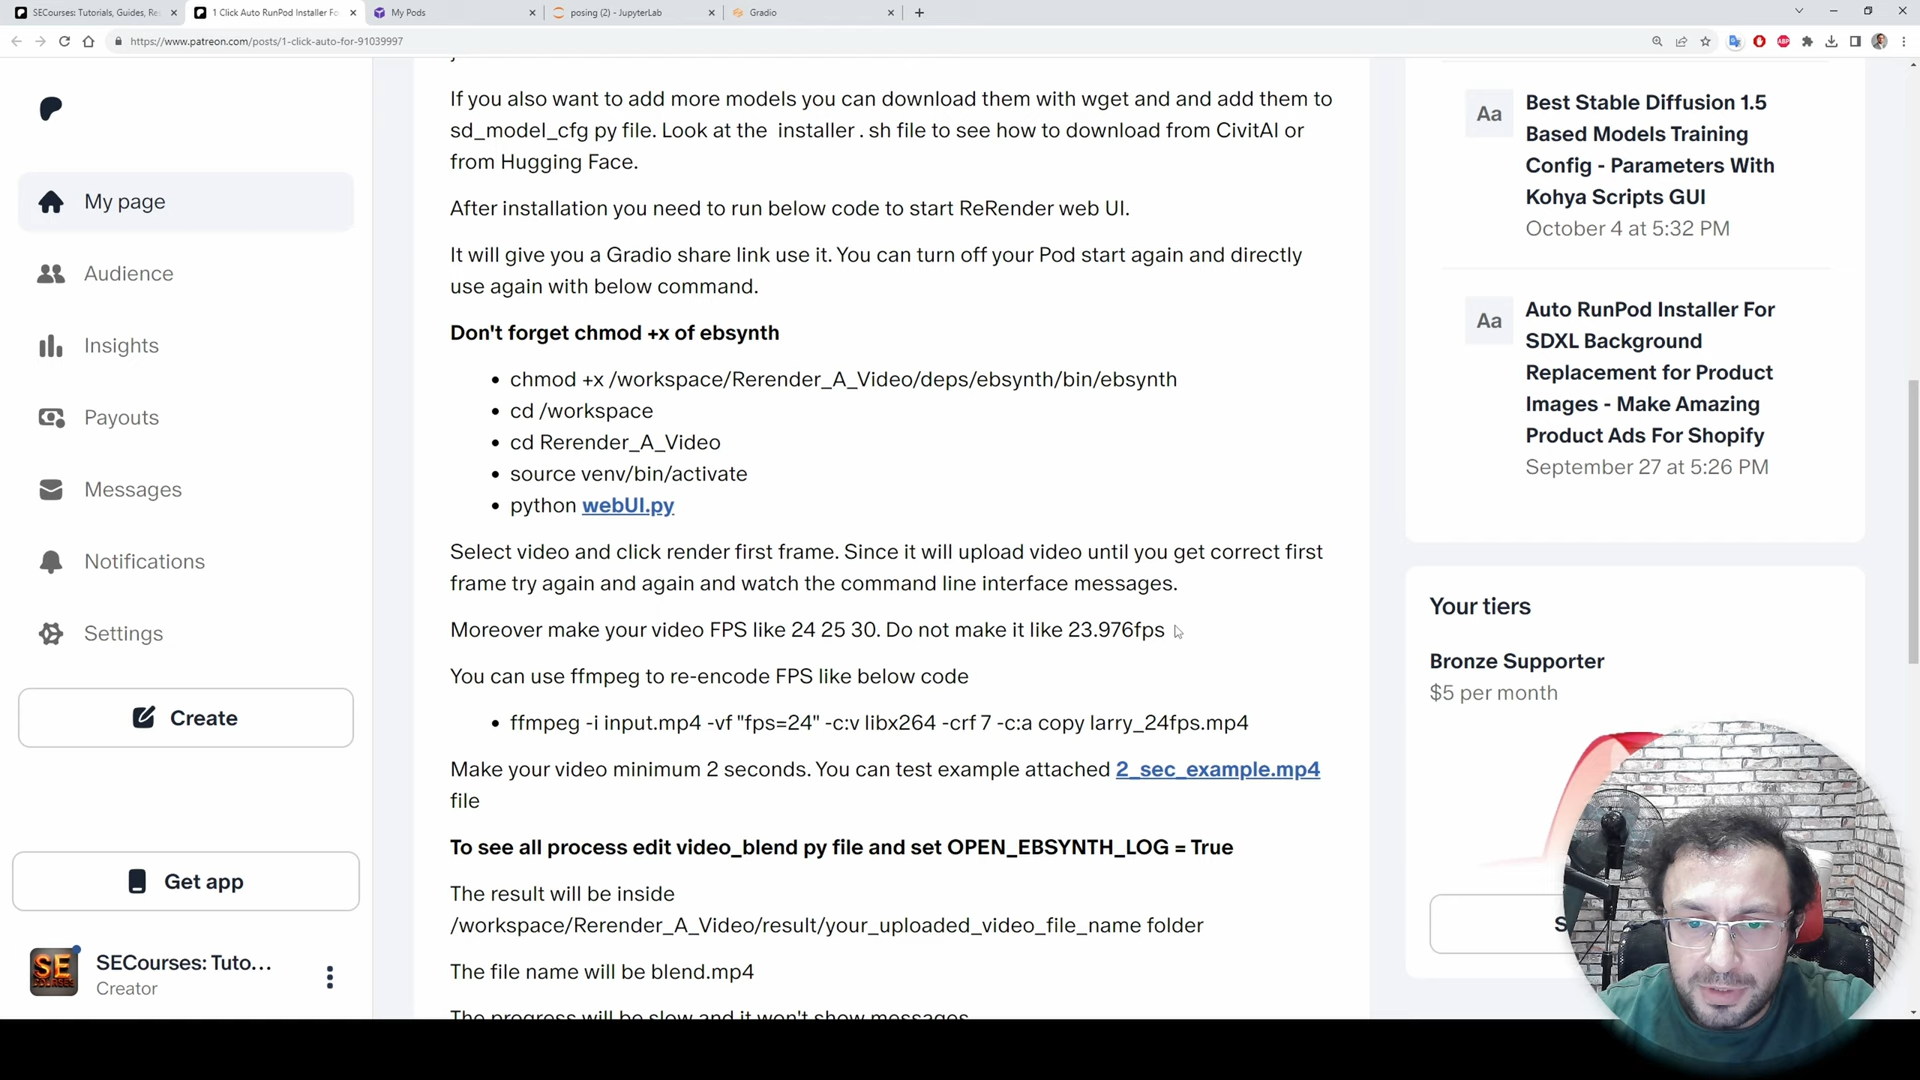 SECourses: Tutorials, Guides, Re
1 Click Auto RunPod Installer Fo
My Pods
posing (2) - JupyterLab
Gradio
https://www.patreon.com/posts/1-click-auto-for-91039997
My page
Audience
Insights
Payouts
Messages
Notifications
Settings
Create
Get app
SECourses: Tuto...
Creator
If you also want to add more models you can download them with wget and and add them to
sd_model_cfg py file. Look at the installer . sh file to see how to download from CivitAI or
from Hugging Face.
After installation you need to run below code to start ReRender web UI.
It will give you a Gradio share link use it. You can turn off your Pod start again and directly
use again with below command.
Don't forget chmod +x of ebsynth
• chmod +x /workspace/Rerender_A_Video/deps/ebsynth/bin/ebsynth
• cd /workspace
• cd Rerender_A_Video
• source venv/bin/activate
• python webUI.py
Select video and click render first frame. Since it will upload video until you get correct first
frame try again and again and watch the command line interface messages.
Moreover make your video FPS like 24 25 30. Do not make it like 23.976fps
You can use ffmpeg to re-encode FPS like below code
• ffmpeg -i input.mp4 -vf "fps=24" -c:v libx264 -crf 7 -c:a copy larry_24fps.mp4
Make your video minimum 2 seconds. You can test example attached 2_sec_example.mp4
file
To see all process edit video_blend py file and set OPEN_EBSYNTH_LOG = True
The result will be inside
/workspace/Rerender_A_Video/result/your_uploaded_video_file_name folder
The file name will be blend.mp4
The progress will be slow and it won't show messages
Aa
Best Stable Diffusion 1.5
Based Models Training
Config - Parameters With
Kohya Scripts GUI
October 4 at 5:32 PM
Aa
Auto RunPod Installer For
SDXL Background
Replacement for Product
Images - Make Amazing
Product Ads For Shopify
September 27 at 5:26 PM
Your tiers
Bronze Supporter
$5 per month